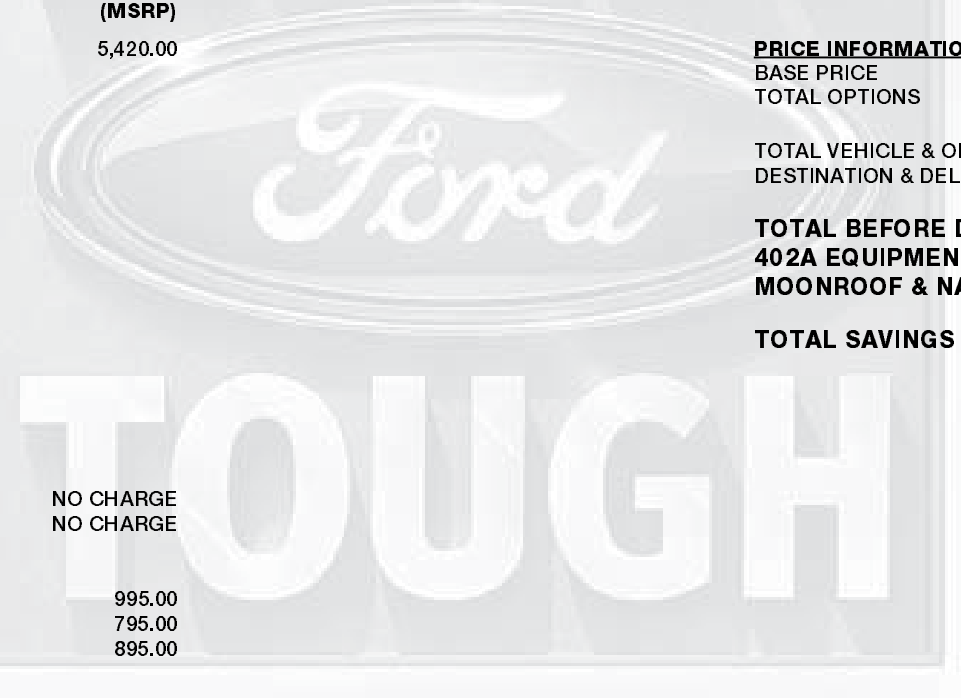 (MSRP)
5,420.00
NO CHARGE
NO CHARGE
995.00
795.00
895.00
Ford
TOUGH
PRICE INFORMATIO
BASE PRICE
TOTAL OPTIONS
TOTAL VEHICLE & O
DESTINATION & DEL
TOTAL BEFORE D
402A EQUIPMEN
MOONROOF & NA
TOTAL SAVINGS